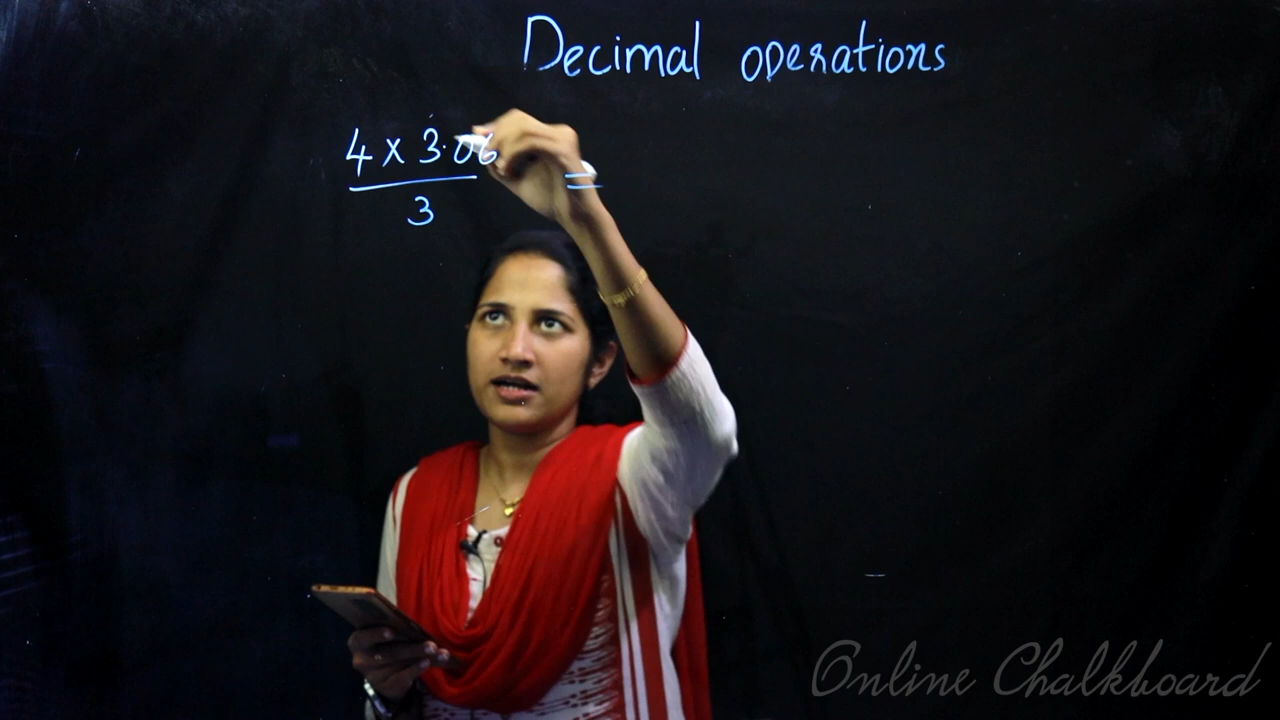 Decimal operations
4 x 3.06 =
3
Online Chalkboard